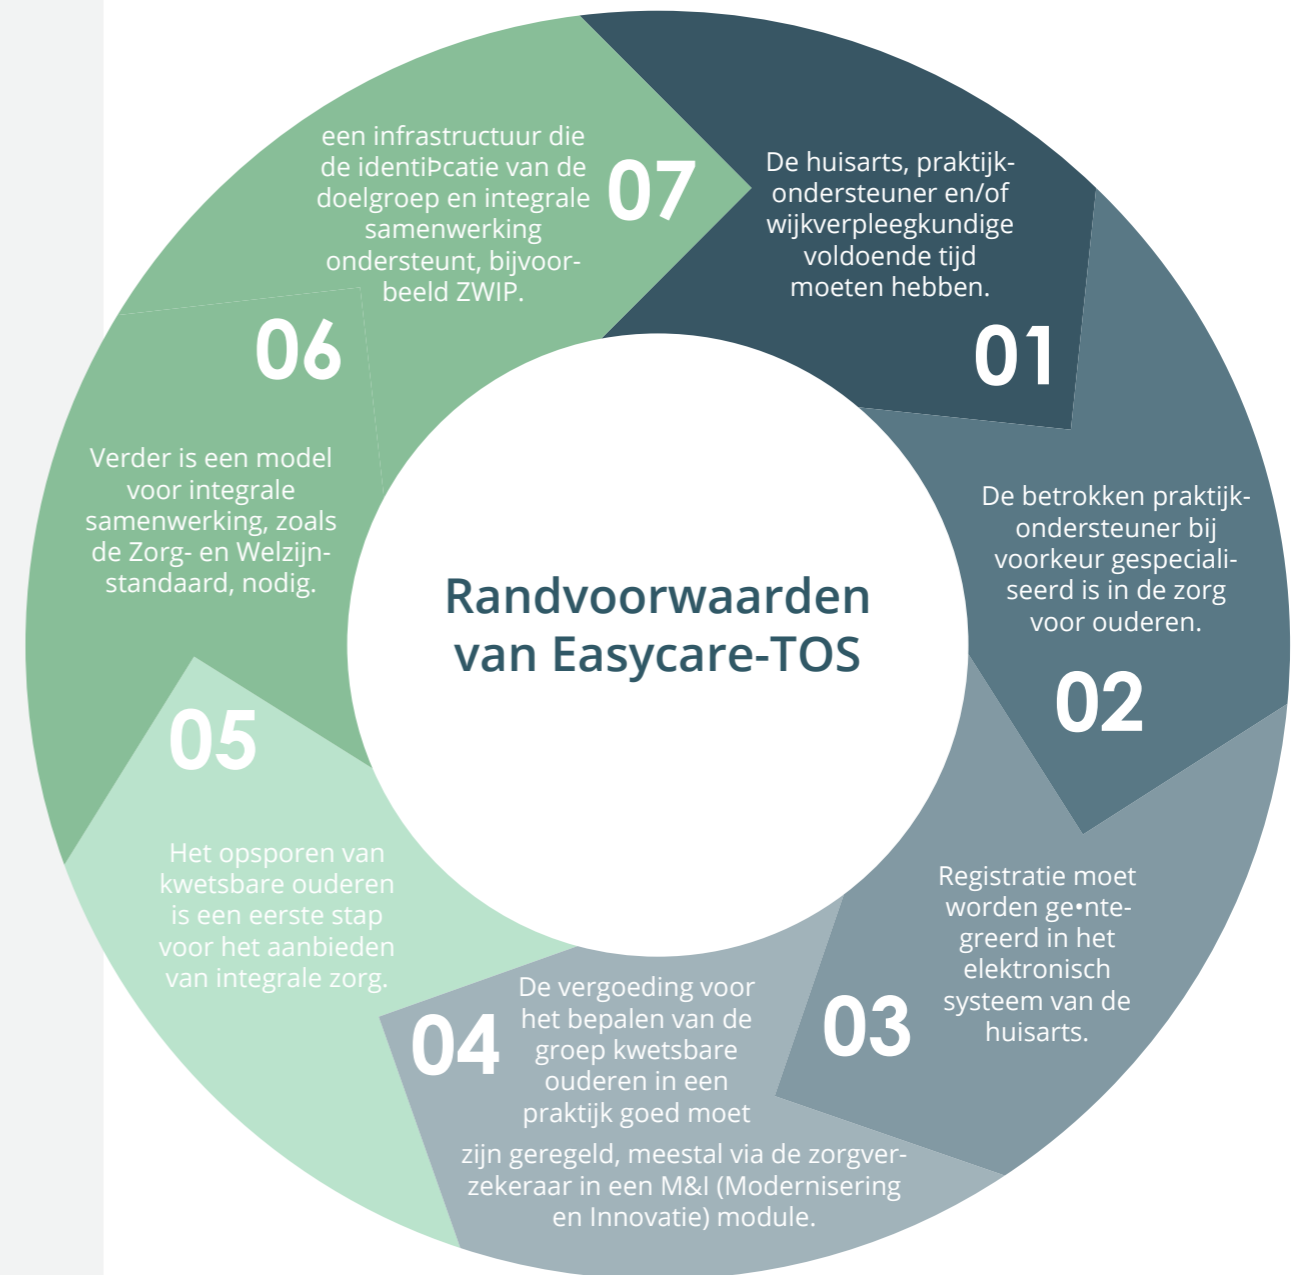 Randvoorwaarden
van Easycare-TOS
De huisarts, praktijk-
ondersteuner en/of
wijkverpleegkundige
voldoende tijd
moeten hebben.
01
De betrokken praktijk-
ondersteuner bij
voorkeur gespeciali-
seerd is in de zorg
voor ouderen.
02
Registratie moet
worden ge•nte-
greerd in het
elektronisch
systeem van de
huisarts.
03
De vergoeding voor
het bepalen van de
groep kwetsbare
ouderen in een
praktijk goed moet
zijn geregeld, meestal via de zorgver-
zekeraar in een M&I (Modernisering
en Innovatie) module.
04
Het opsporen van
kwetsbare ouderen
is een eerste stap
voor het aanbieden
van integrale zorg.
05
Verder is een model
voor integrale
samenwerking, zoals
de Zorg- en Welzijn-
standaard, nodig.
06
een infrastructuur die
de identiÞcatie van de
doelgroep en integrale
samenwerking
ondersteunt, bijvoor-
beeld ZWIP.
07